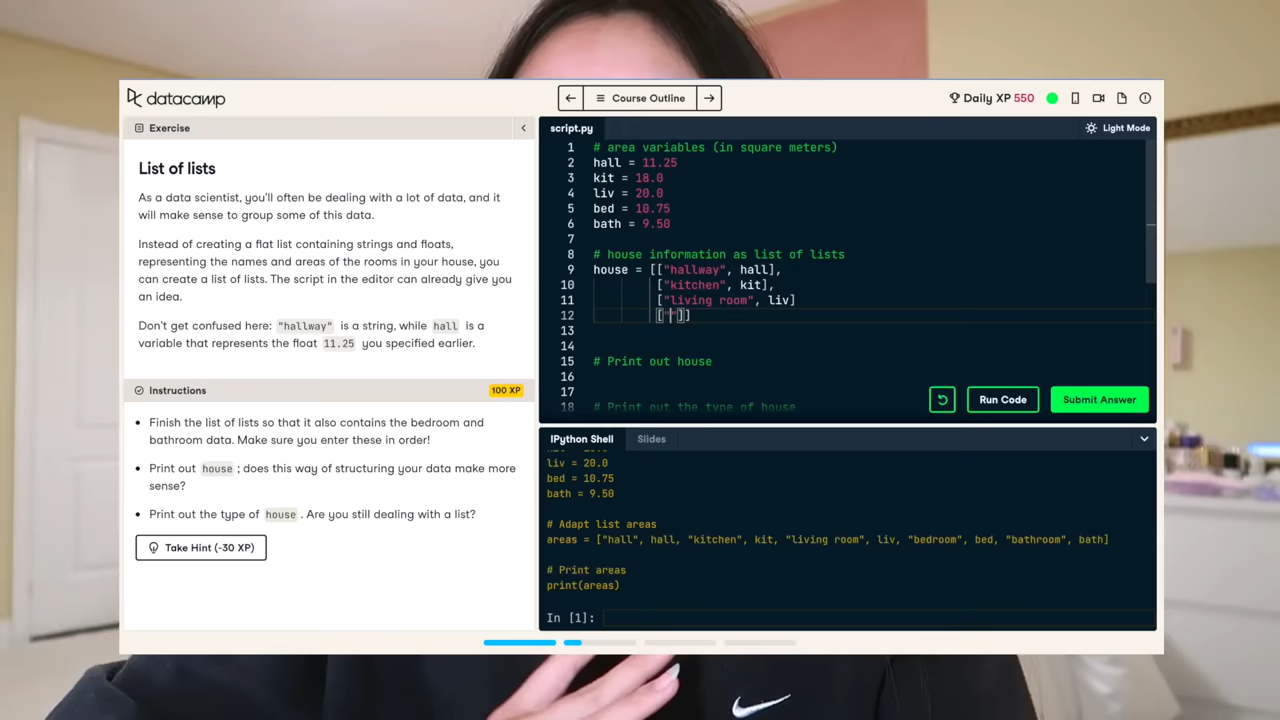 datacamp
Course Outline
Daily XP 550
Exercise
List of lists
As a data scientist, you'll often be dealing with a lot of data, and it
will make sense to group some of this data.
Instead of creating a flat list containing strings and floats,
representing the names and areas of the rooms in your house, you
can create a list of lists. The script in the editor can already give you
an idea.
Don't get confused here: "hallway" is a string, while hall is a
variable that represents the float 11.25 you specified earlier.
Instructions
100 XP
Finish the list of lists so that it also contains the bedroom and
bathroom data. Make sure you enter these in order!
Print out house ; does this way of structuring your data make more
sense?
Print out the type of house . Are you still dealing with a list?
Take Hint (-30 XP)
script.py
Light Mode
1 # area variables (in square meters)
2 hall = 11.25
3 kit = 18.0
4 liv = 20.0
5 bed = 10.75
6 bath = 9.50
7
8 # house information as list of lists
9 house = [["hallway", hall],
10 ["kitchen", kit],
11 ["living room", liv]
12 [""]]
13
14
15 # Print out house
16
17
18 # Print out the type of house
Run Code
Submit Answer
IPython Shell
Slides
liv = 20.0
bed = 10.75
bath = 9.50
# Adapt list areas
areas = ["hall", hall, "kitchen", kit, "living room", liv, "bedroom", bed, "bathroom", bath]
# Print areas
print(areas)
In [1]: